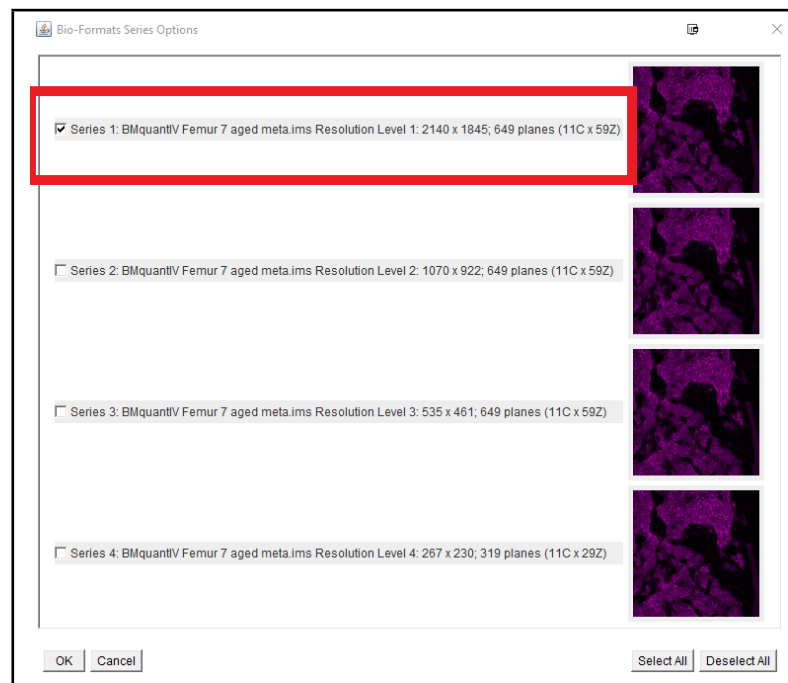 Bio-Formats Series Options
Series 1: BMquantIV Femur 7 aged meta.ims Resolution Level 1: 2140 x 1845; 649 planes (11C x 59Z)
Series 2: BMquantIV Femur 7 aged meta.ims Resolution Level 2: 1070 x 922; 649 planes (11C x 59Z)
Series 3: BMquantIV Femur 7 aged meta.ims Resolution Level 3: 535 x 461; 649 planes (11C x 59Z)
Series 4: BMquantIV Femur 7 aged meta.ims Resolution Level 4: 267 x 230; 319 planes (11C x 29Z)
OK Cancel Select All Deselect All